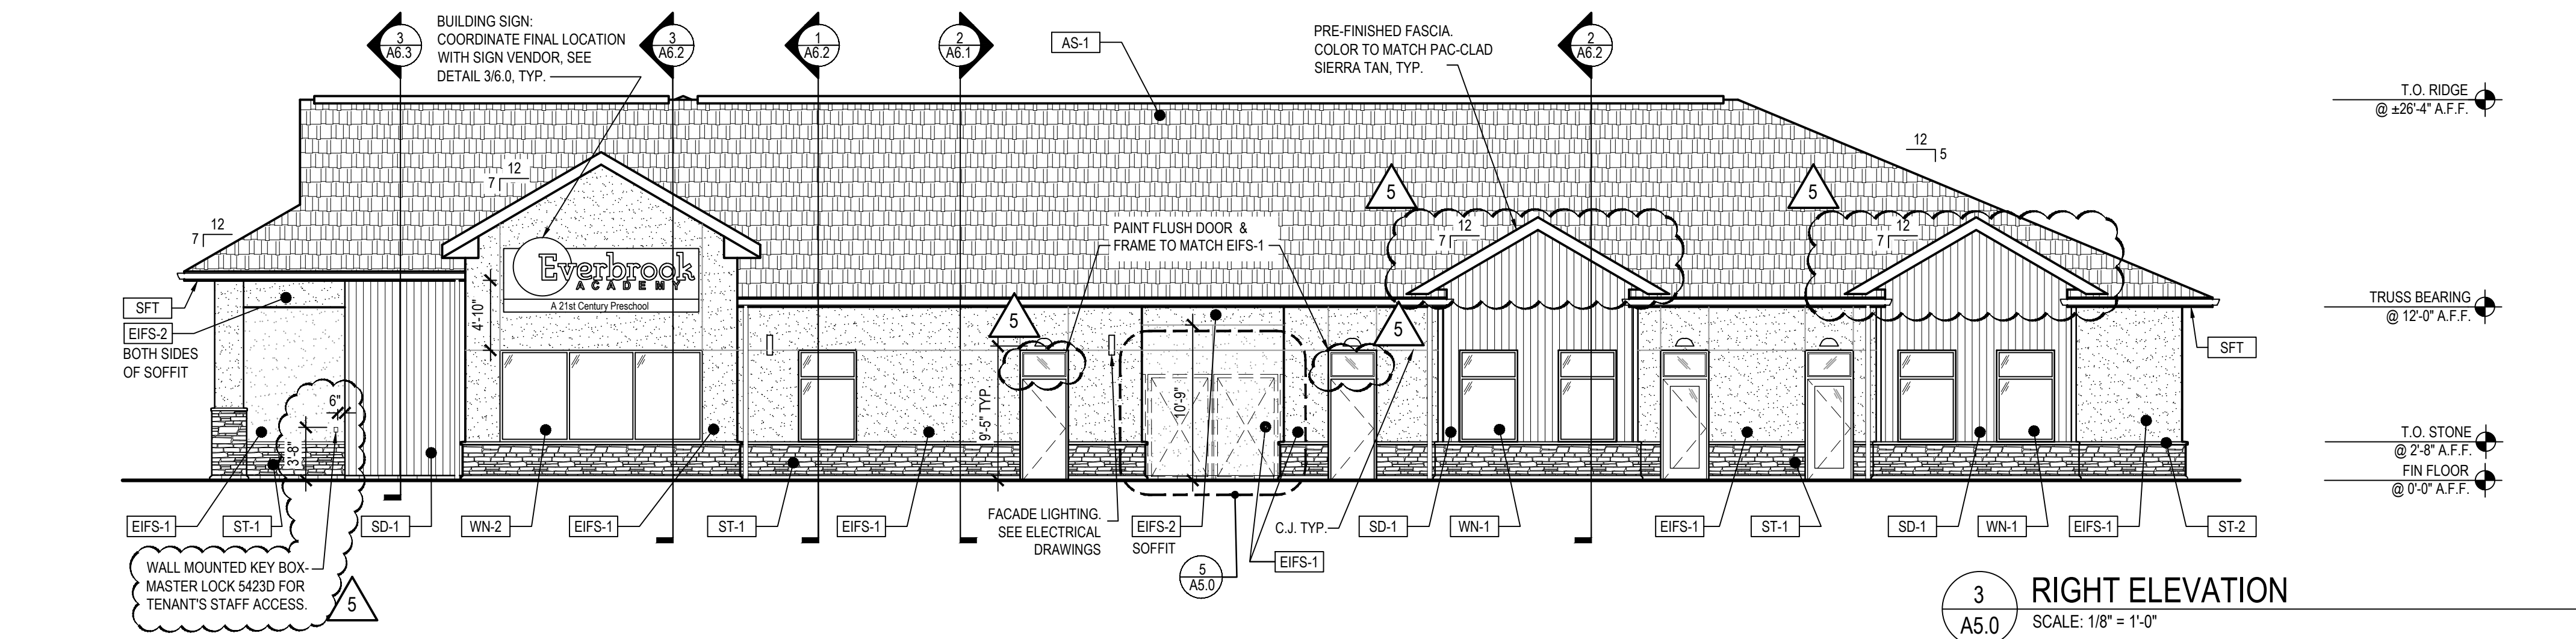 BUILDING SIGN:
COORDINATE FINAL LOCATION
WITH SIGN VENDOR, SEE
DETAIL 3/6.0, TYP.
3
A6.3
3
A6.2
1
A6.2
2
A6.1
AS-1
PRE-FINISHED FASCIA.
COLOR TO MATCH PAC-CLAD
SIERRA TAN, TYP.
2
A6.2
T.O. RIDGE
@ ±26'-4" A.F.F.
12
5
12
7
12
7
5
5
12
7
12
7
PAINT FLUSH DOOR &
FRAME TO MATCH EIFS-1
Everbrook
ACADEMY
A 21st Century Preschool
SFT
EIFS-2
BOTH SIDES
OF SOFFIT
4'-10"
5
5
TRUSS BEARING
@ 12'-0" A.F.F.
SFT
6"
3'-8"
9'-5" TYP
10'-9"
T.O. STONE
@ 2'-8" A.F.F.
FIN FLOOR
@ 0'-0" A.F.F.
EIFS-1
ST-1
SD-1
WN-2
EIFS-1
ST-1
EIFS-1
FACADE LIGHTING.
SEE ELECTRICAL
DRAWINGS
EIFS-2
SOFFIT
C.J. TYP.
SD-1
WN-1
EIFS-1
ST-1
SD-1
WN-1
EIFS-1
ST-2
EIFS-1
5
A5.0
WALL MOUNTED KEY BOX-
MASTER LOCK 5423D FOR
TENANT'S STAFF ACCESS.
5
3
A5.0
RIGHT ELEVATION
SCALE: 1/8" = 1'-0"